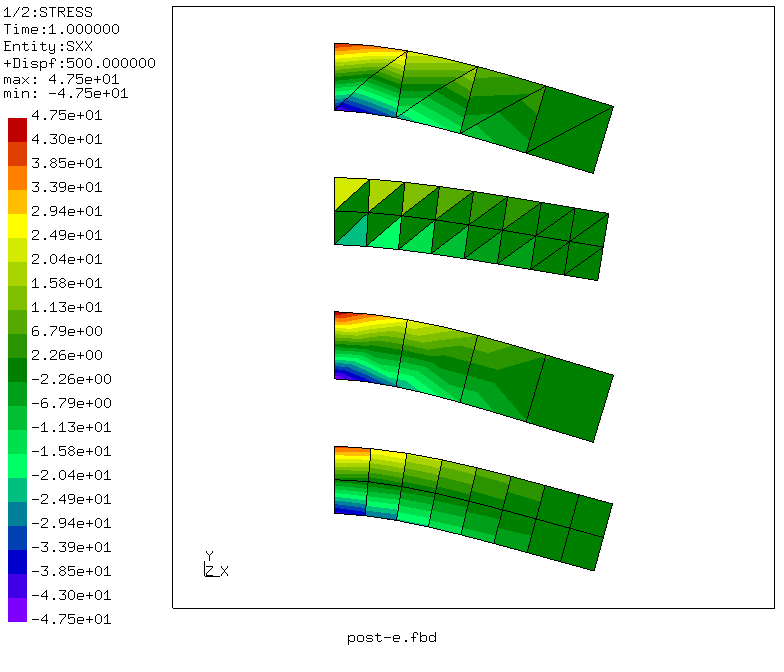 1/2:STRESS
Time:1.000000
Entity:SXX
+Dispf:500.000000
max: 4.75e+01
min: -4.75e+01
4.75e+01
4.30e+01
3.85e+01
3.39e+01
2.94e+01
2.49e+01
2.04e+01
1.58e+01
1.13e+01
6.79e+00
2.26e+00
-2.26e+00
-6.79e+00
-1.13e+01
-1.58e+01
-2.04e+01
-2.49e+01
-2.94e+01
-3.39e+01
-3.85e+01
-4.30e+01
-4.75e+01
Y
Z X
post-e.fbd